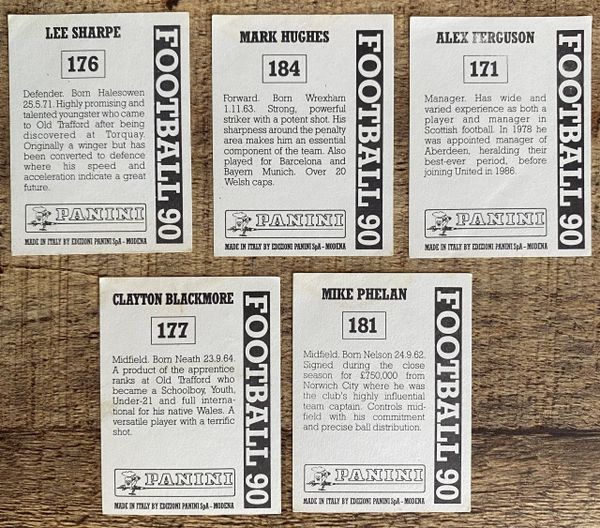 LEE SHARPE
176
Defender. Born Halesowen
25.5.71. Highly promising and
talented youngster who came
to Old Trafford after being
discovered at Torquay.
Originally a winger but has
been converted to defence
where his speed and
acceleration indicate a great
future.
PANINI
MADE IN ITALY BY EDIZIONI PANINI SpA - MODENA
FOOTBALL 90
MARK HUGHES
184
Forward. Born Wrexham
1.11.63. Strong, powerful
striker with a potent shot. His
sharpness around the penalty
area makes him an essential
component of the team. Also
played for Barcelona and
Bayern Munich. Over 20
Welsh caps.
PANINI
MADE IN ITALY BY EDIZIONI PANINI SpA - MODENA
FOOTBALL 90
ALEX FERGUSON
171
Manager. Has wide and
varied experience as both a
player and manager in
Scottish football. In 1978 he
was appointed manager of
Aberdeen, heralding their
best-ever period, before
joining United in 1986.
PANINI
MADE IN ITALY BY EDIZIONI PANINI SpA - MODENA
FOOTBALL 90
CLAYTON BLACKMORE
177
Midfield. Born Neath 23.9.64.
A product of the apprentice
ranks at Old Trafford who
became a Schoolboy, Youth,
Under-21 and full interna-
tional for his native Wales. A
versatile player with a terrific
shot.
PANINI
MADE IN ITALY BY EDIZIONI PANINI SpA - MODENA
FOOTBALL 90
MIKE PHELAN
181
Midfield. Born Nelson 24.9.62.
Signed during the close
season for £750,000 from
Norwich City where he was
the club's highly influential
team captain. Controls mid-
field with his commitment
and precise ball distribution.
PANINI
MADE IN ITALY BY EDIZIONI PANINI SpA - MODENA
FOOTBALL 90